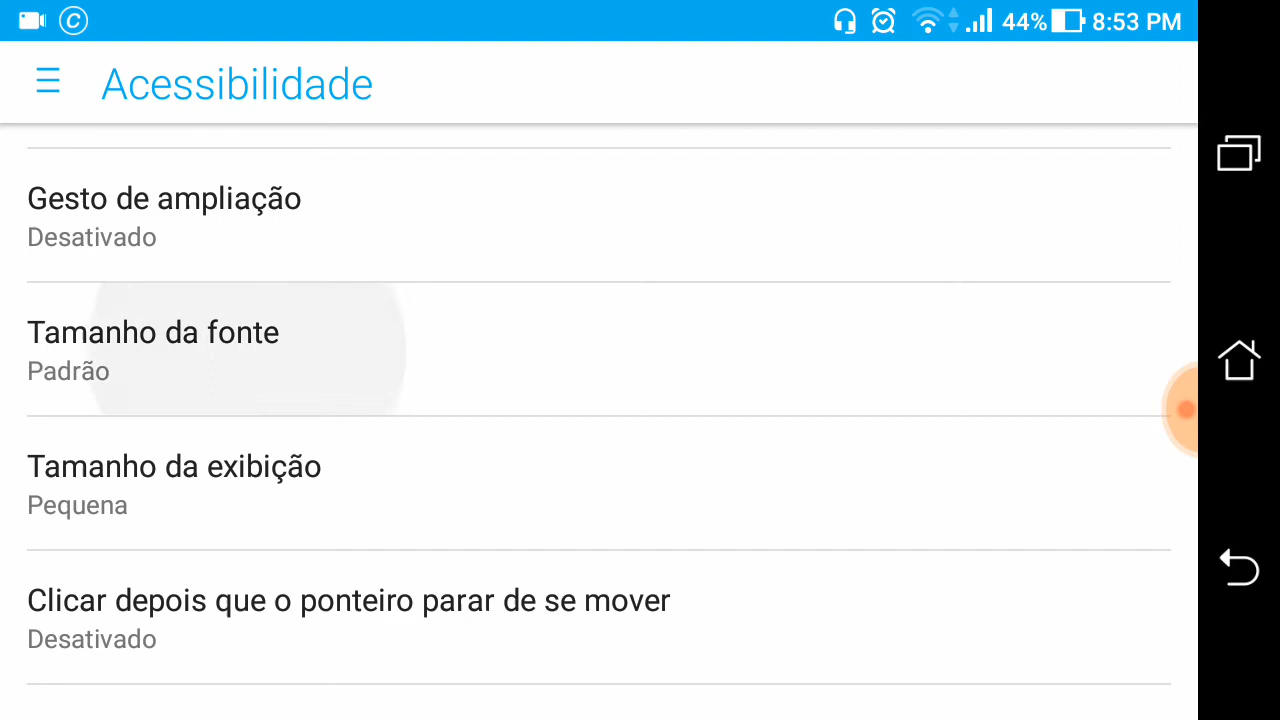 © 44% 8:53 PM
Acessibilidade
Gesto de ampliação
Desativado
Tamanho da fonte
Padrão
Tamanho da exibição
Pequena
Clicar depois que o ponteiro parar de se mover
Desativado